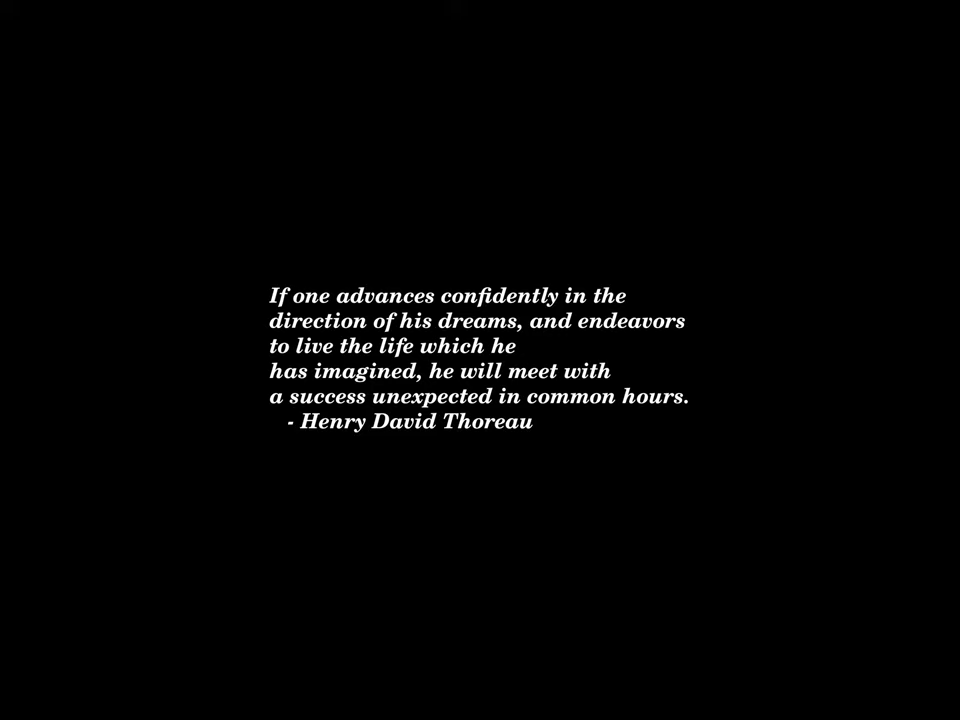 If one advances confidently in the
direction of his dreams, and endeavors
to live the life which he
has imagined, he will meet with
a success unexpected in common hours.
- Henry David Thoreau